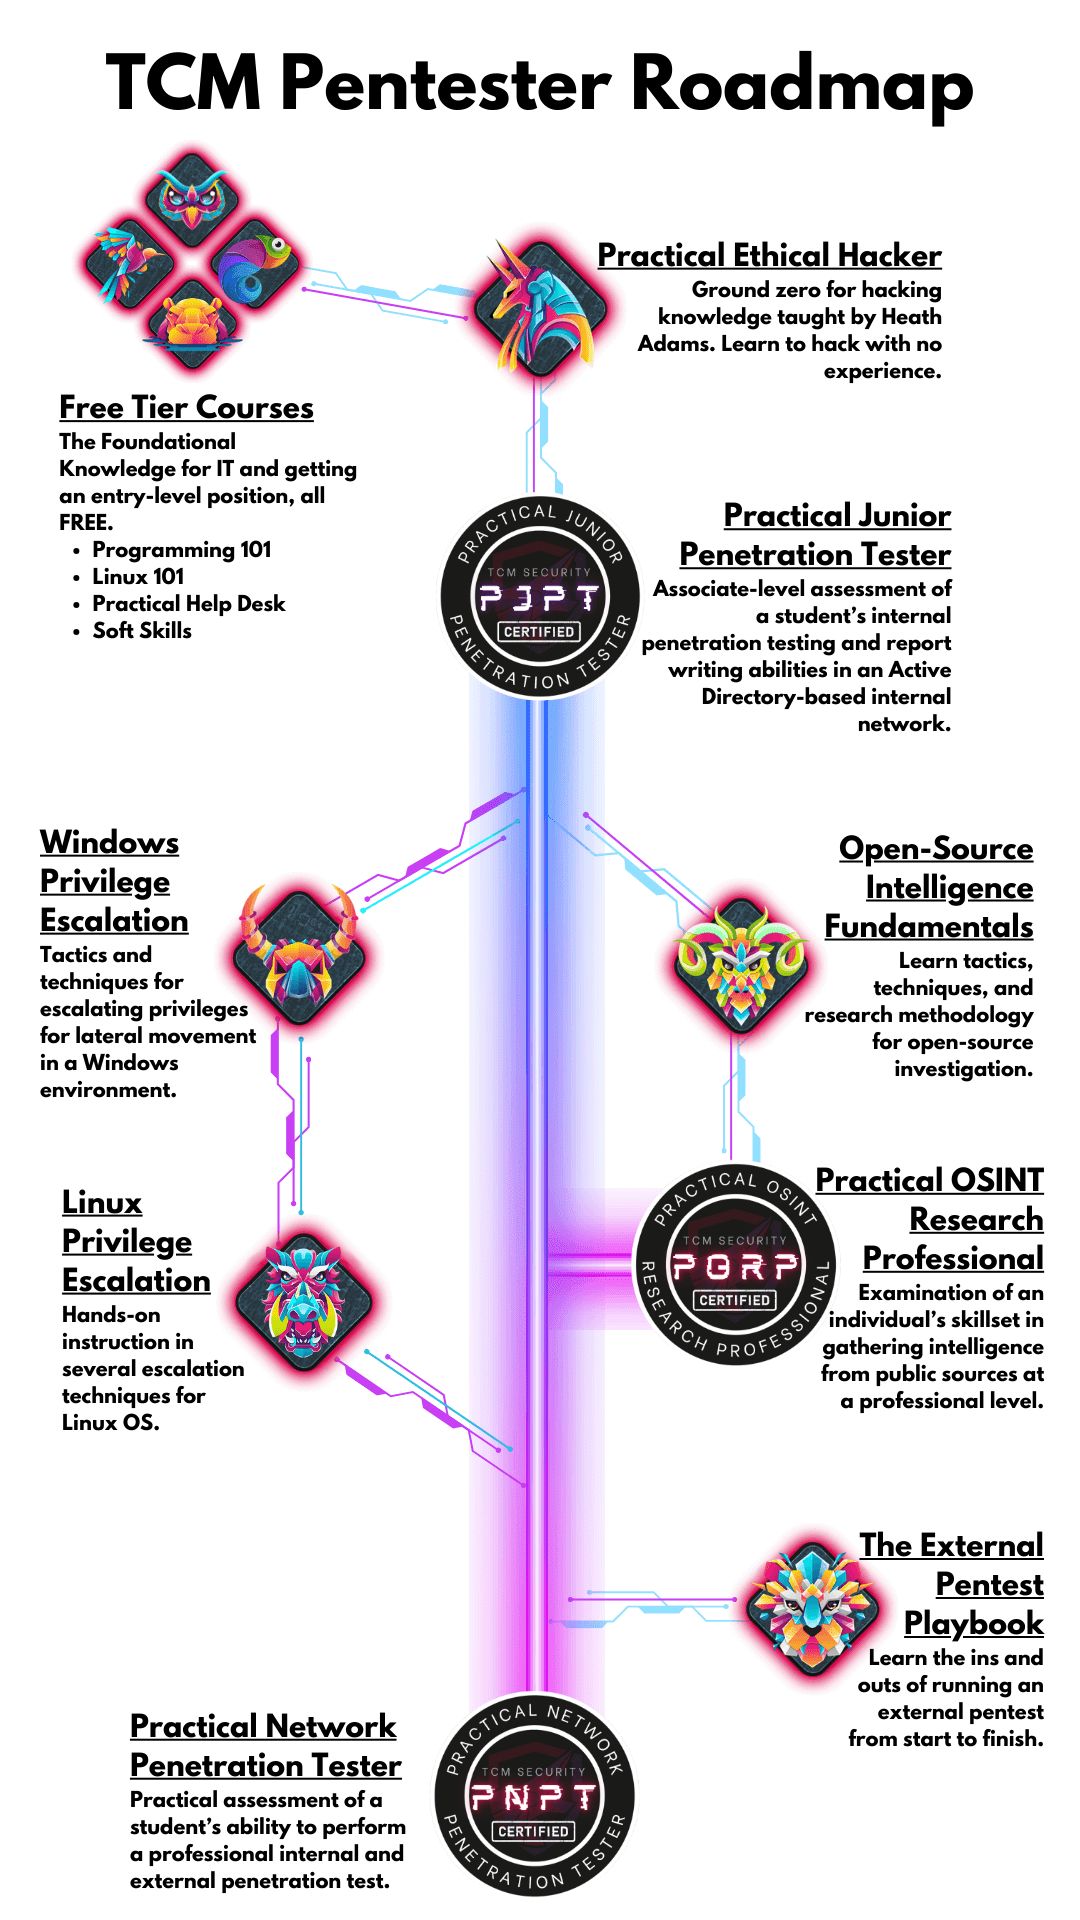 TCM Pentester Roadmap
Practical Ethical Hacker
Ground zero for hacking
knowledge taught by Heath
Adams. Learn to hack with no
experience.
Free Tier Courses
The Foundational
Knowledge for IT and getting
an entry-level position, all
FREE.
• Programming 101
• Linux 101
• Practical Help Desk
• Soft Skills
PRACTICAL JUNIOR
TCM SECURITY
PJPT
CERTIFIED
PENETRATION TESTER
Practical Junior
Penetration Tester
Associate-level assessment of
a student’s internal
penetration testing and report
writing abilities in an Active
Directory-based internal
network.
Windows
Privilege
Escalation
Tactics and
techniques for
escalating privileges
for lateral movement
in a Windows
environment.
Open-Source
Intelligence
Fundamentals
Learn tactics,
techniques, and
research methodology
for open-source
investigation.
Linux
Privilege
Escalation
Hands-on
instruction in
several escalation
techniques for
Linux OS.
PRACTICAL OSINT
TCM SECURITY
PORP
CERTIFIED
RESEARCH PROFESSIONAL
Practical OSINT
Research
Professional
Examination of an
individual’s skillset in
gathering intelligence
from public sources at
a professional level.
The External
Pentest
Playbook
Learn the ins and
outs of running an
external pentest
from start to finish.
Practical Network
Penetration Tester
Practical assessment of a
student’s ability to perform
a professional internal and
external penetration test.
PRACTICAL NETWORK
TCM SECURITY
PNPT
CERTIFIED
PENETRATION TESTER